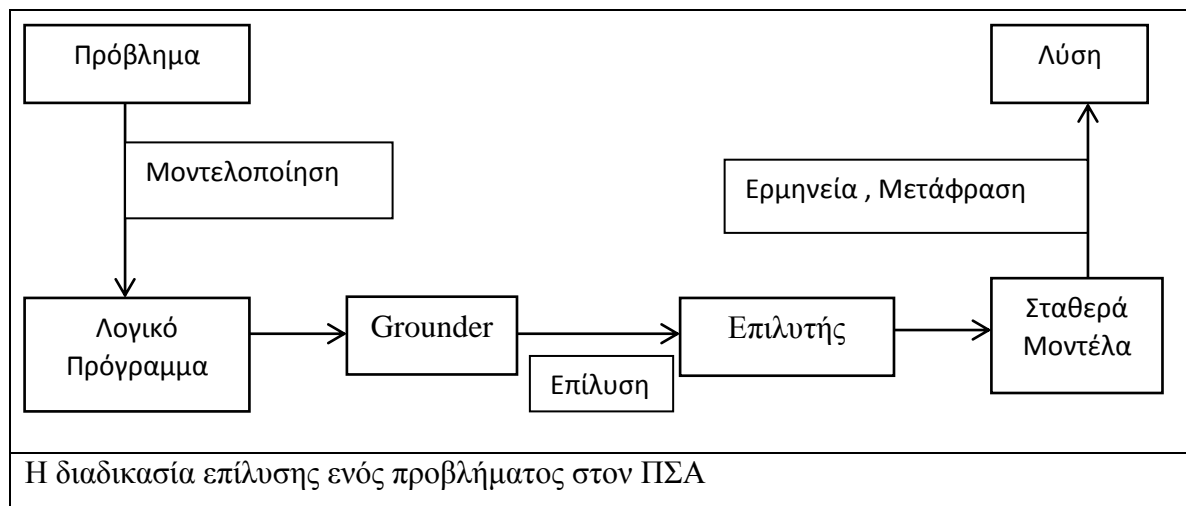 Πρόβλημα
Λύση
Μοντελοποίηση
Ερμηνεία , Μετάφραση
Λογικό
Πρόγραμμα
Grounder
Επίλυση
Επιλυτής
Σταθερά
Μοντέλα
Η διαδικασία επίλυσης ενός προβλήματος στον ΠΣΑ